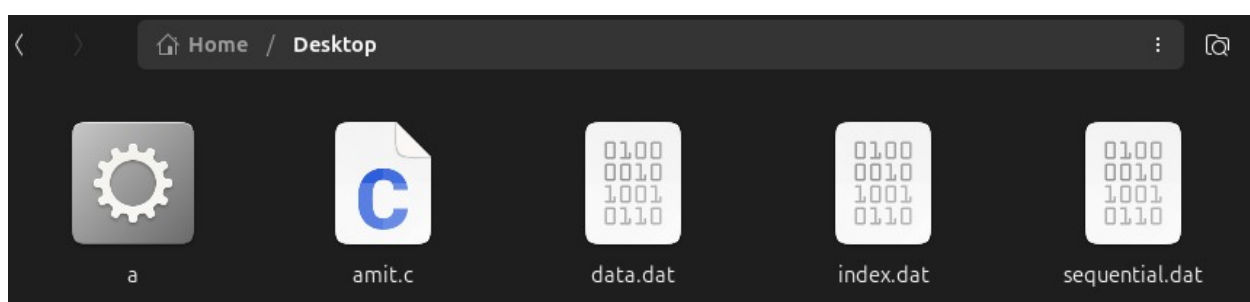 Home / Desktop
0100 0100 0100
0010 0010 0010
1001 1001 1001
0110 0110 0110
C
a amit.c data.dat index.dat sequential.dat